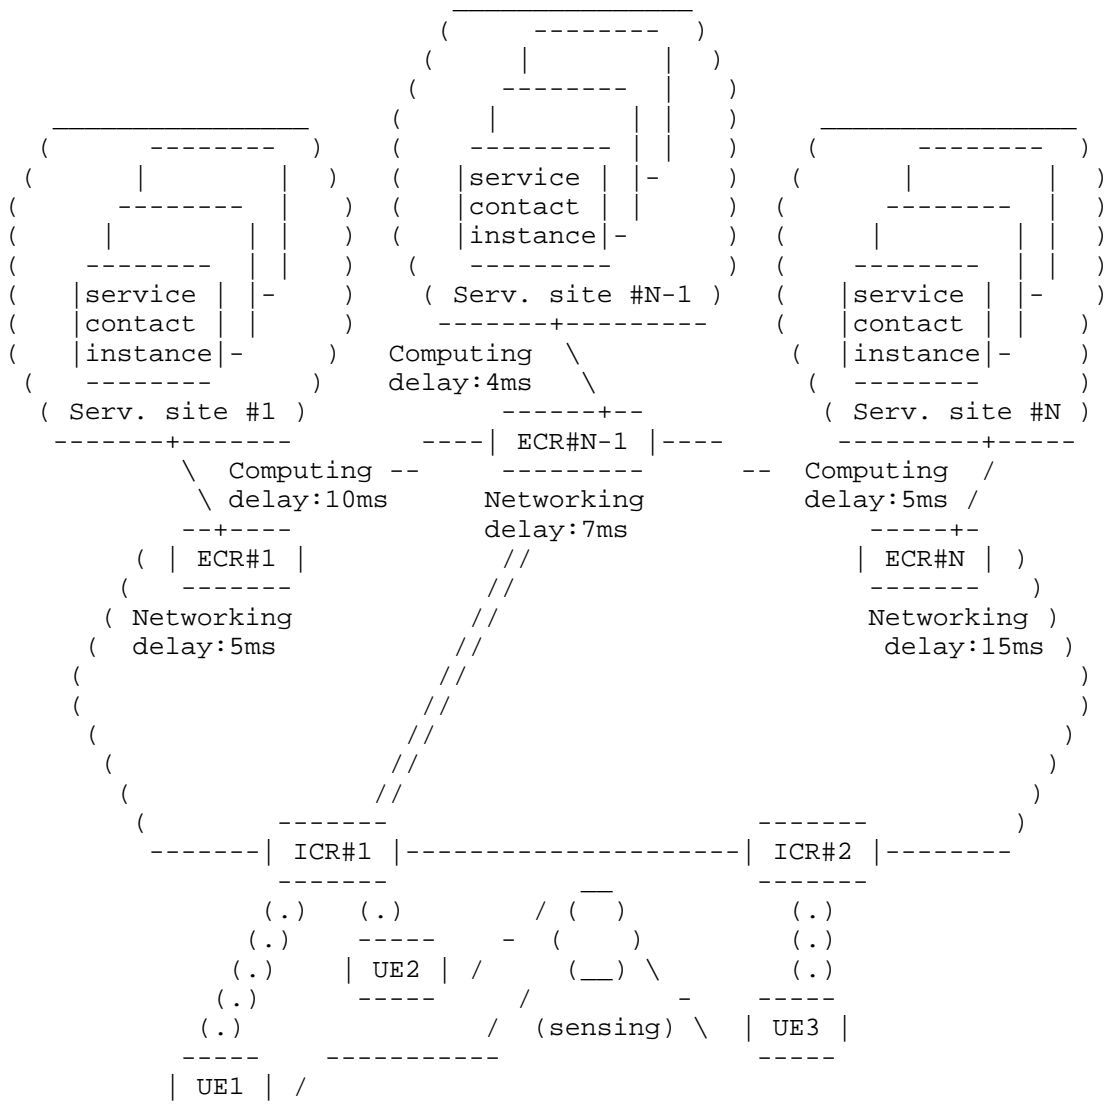 service
contact
instance
Serv. site #N-1
service
contact
instance
Serv. site #1
service
contact
instance
Serv. site #N
Computing
delay:4ms
ECR#N-1
Computing
delay:10ms
Networking
delay:7ms
Computing
delay:5ms
ECR#1
ECR#N
Networking
delay:5ms
Networking
delay:15ms
ICR#1
ICR#2
UE2
(sensing)
UE3
UE1